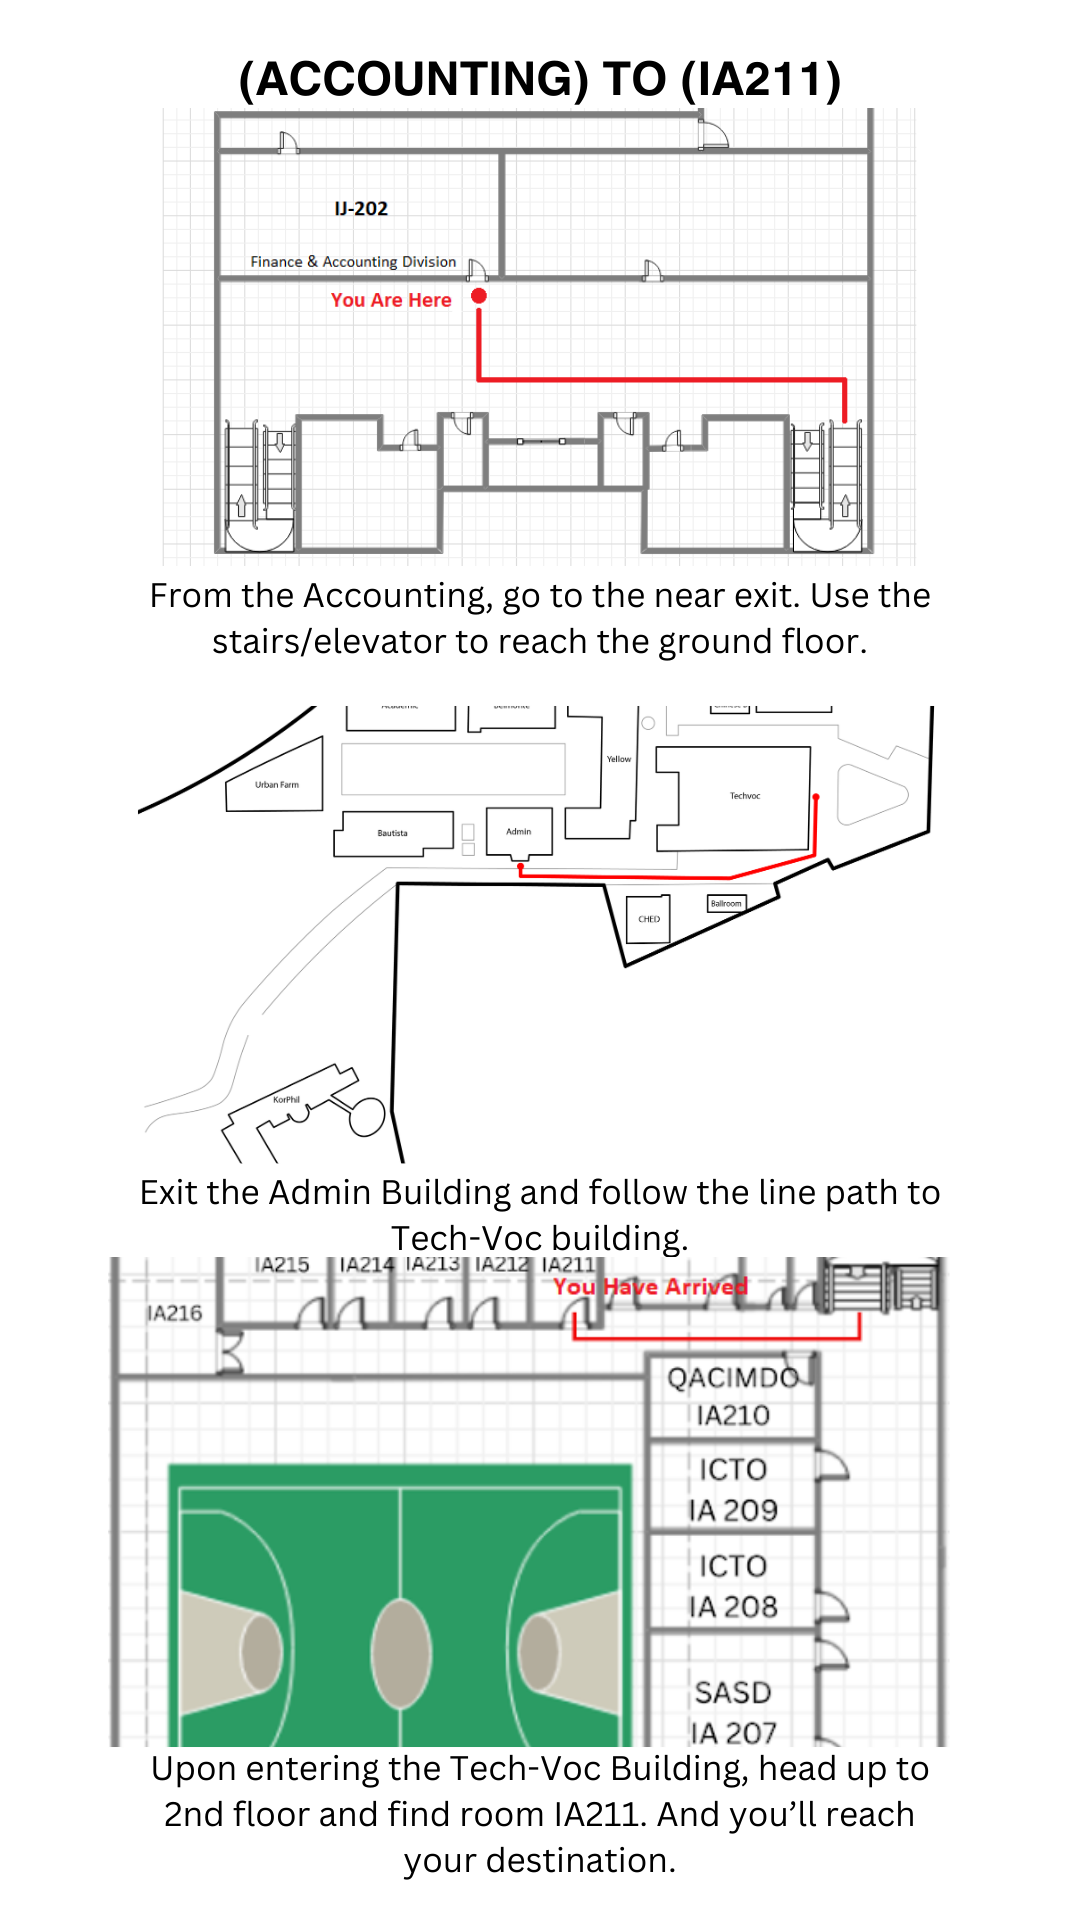 (ACCOUNTING) TO (IA211)
IJ-202
Finance & Accounting Division
You Are Here
From the Accounting, go to the near exit. Use the
stairs/elevator to reach the ground floor.
Academic
Belmonte
Yellow
Urban Farm
Techvoc
Bautista
Admin
CHED
Ballroom
KorPhil
Exit the Admin Building and follow the line path to
Tech-Voc building.
IA215 IA214 IA213 IA212 IA211
You Have Arrived
IA216
QACIMDO
IA210
ICTO
IA 209
ICTO
IA 208
SASD
IA 207
Upon entering the Tech-Voc Building, head up to
2nd floor and find room IA211. And you’ll reach
your destination.